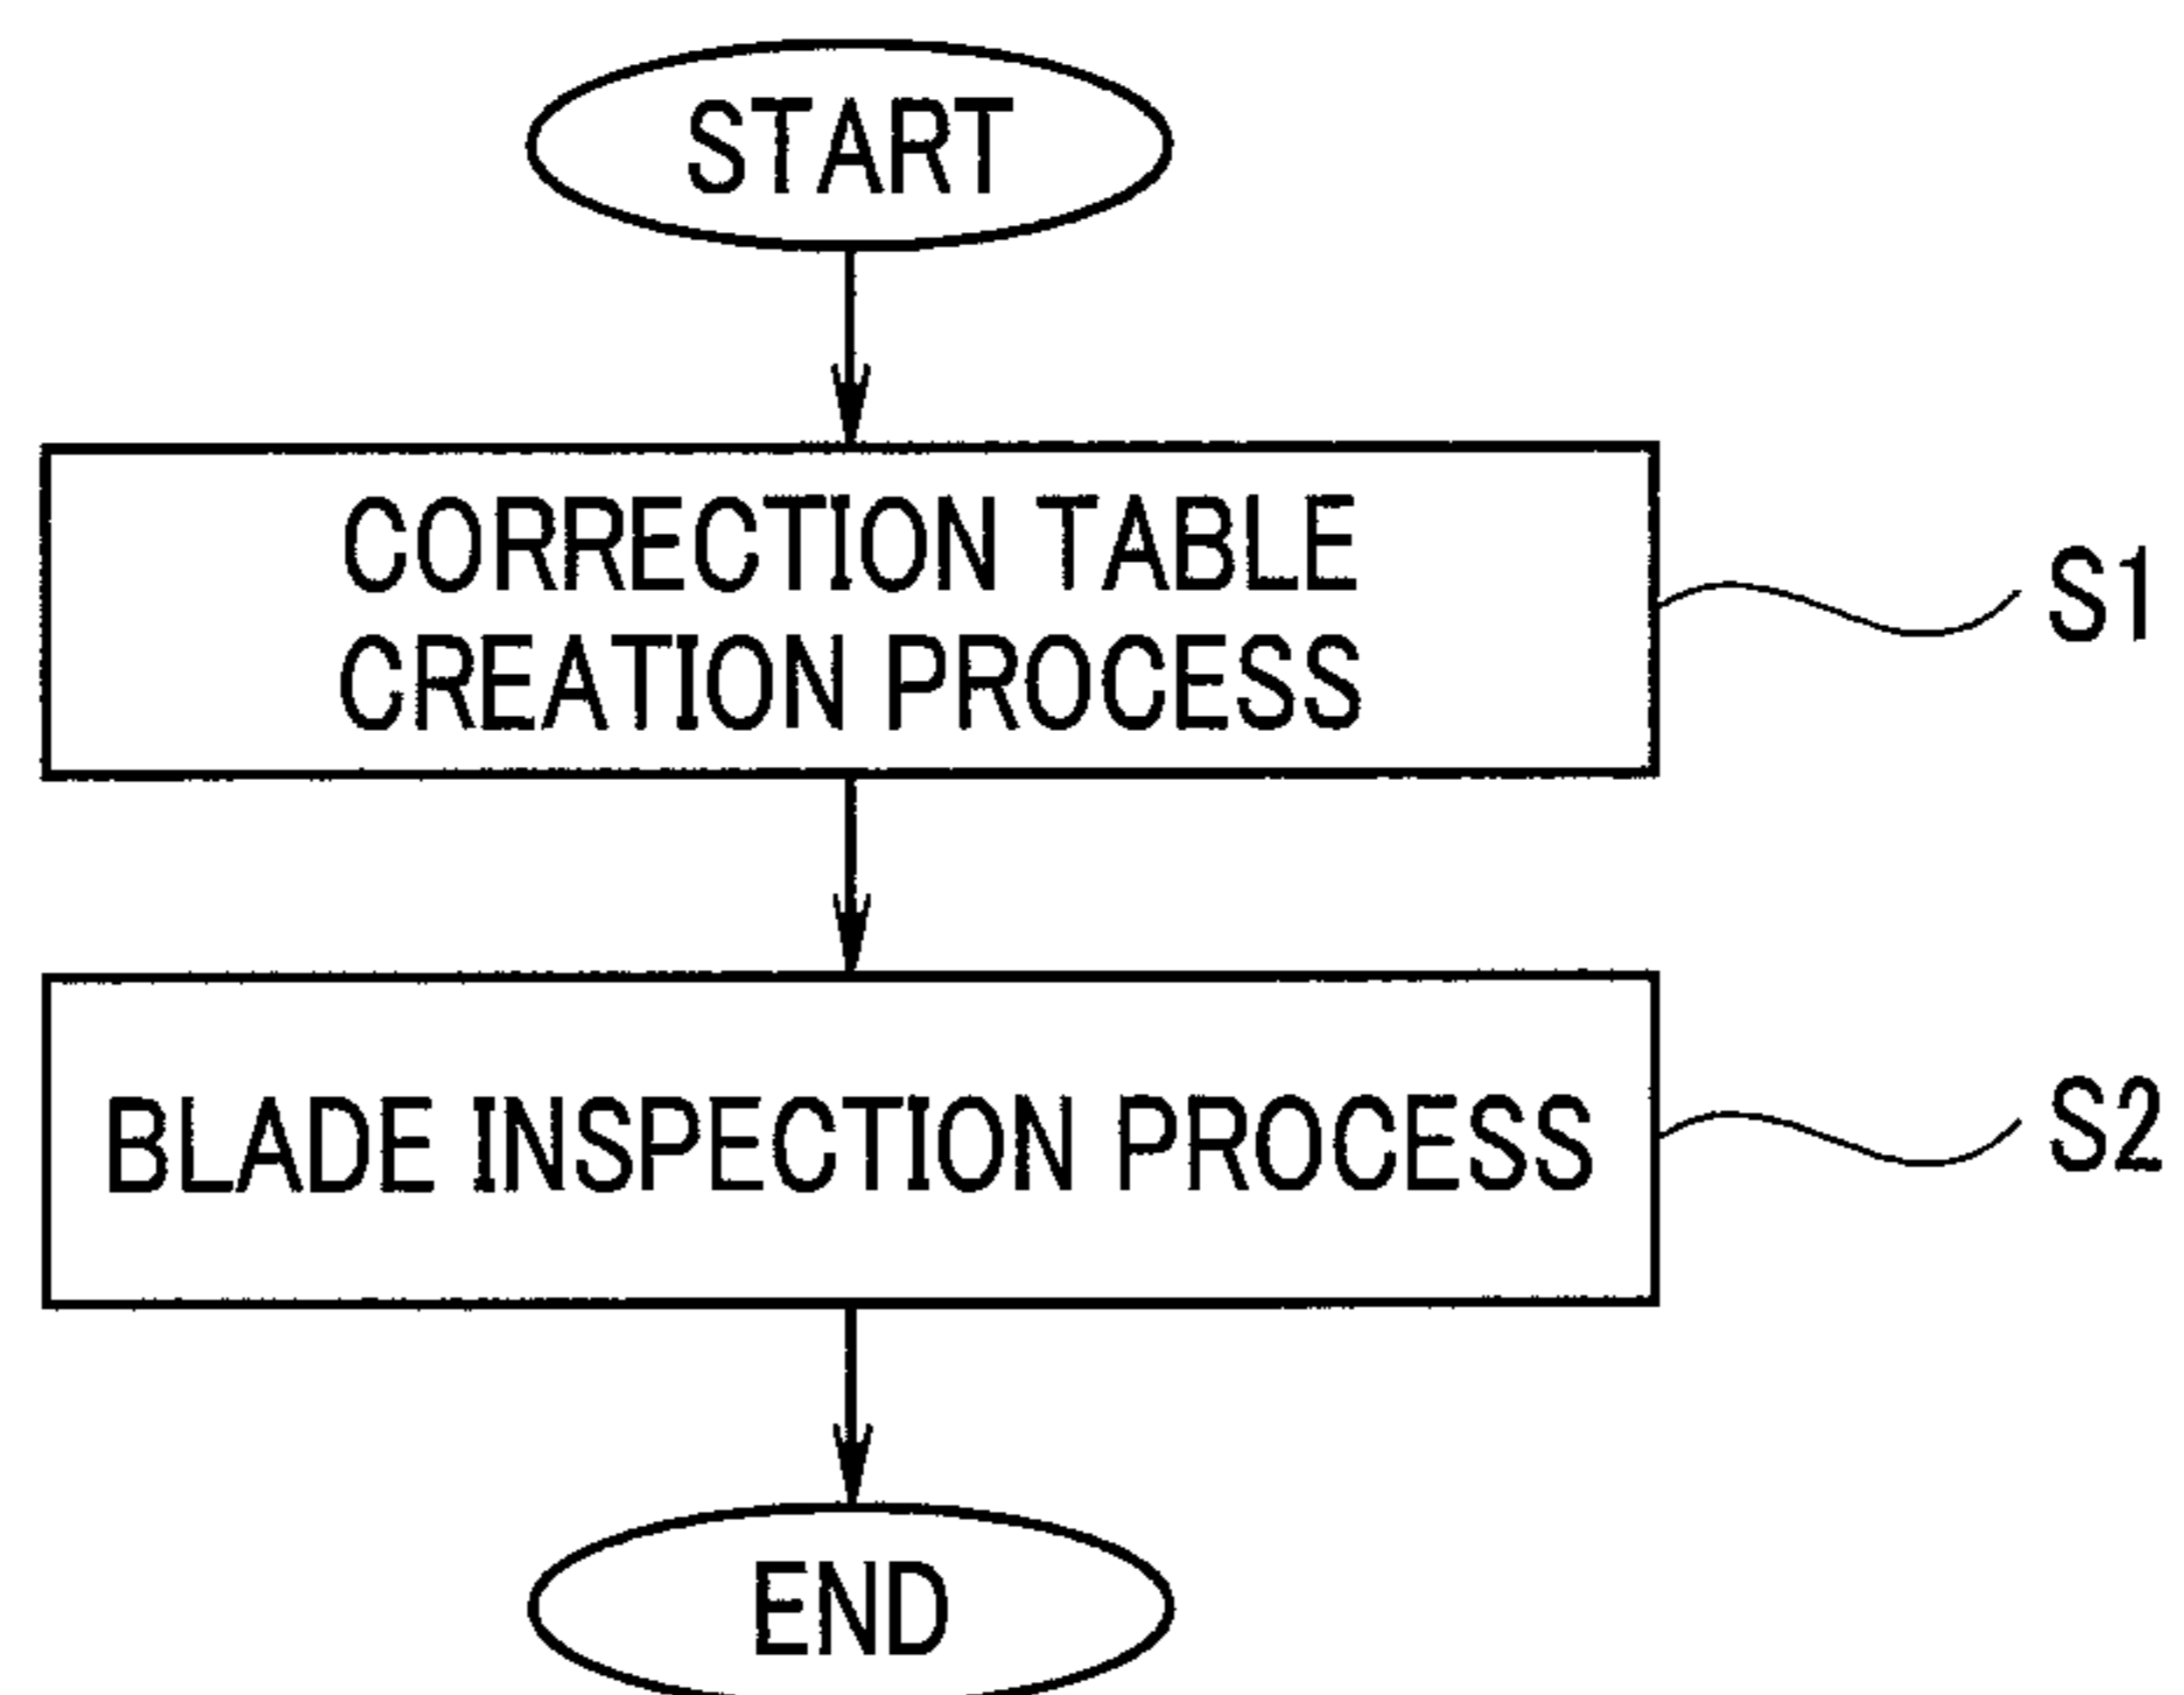 START
CORRECTION TABLE
CREATION PROCESS
S1
BLADE INSPECTION PROCESS
S2
END